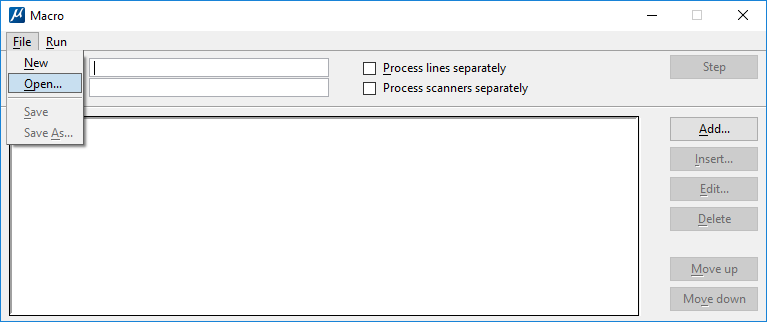 µ Macro
File Run
New
Open...
Save
Save As...
Process lines separately
Process scanners separately
Step
Add...
Insert...
Edit...
Delete
Move up
Move down